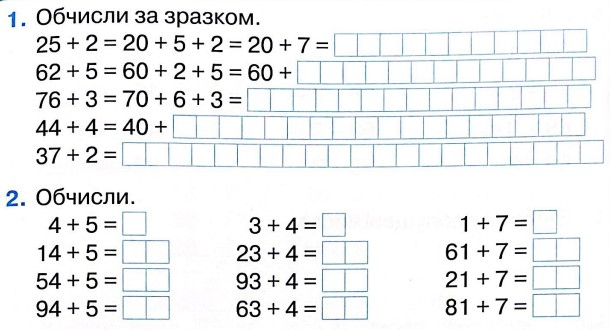 1. Обчисли за зразком.
25 + 2 = 20 + 5 + 2 = 20 + 7 =
62 + 5 = 60 + 2 + 5 = 60 +
76 + 3 = 70 + 6 + 3 =
44 + 4 = 40 +
37 + 2 =
2. Обчисли.
4 + 5 = 3 + 4 = 1 + 7 =
14 + 5 = 23 + 4 = 61 + 7 =
54 + 5 = 93 + 4 = 21 + 7 =
94 + 5 = 63 + 4 = 81 + 7 =